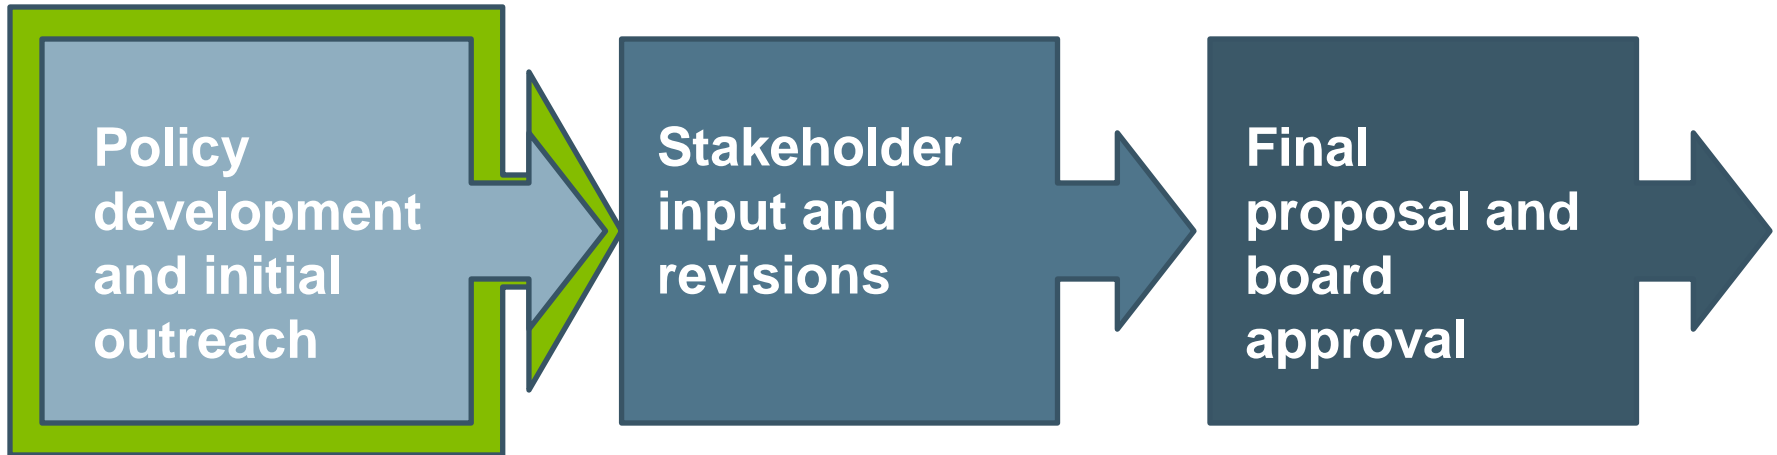 Policy
development
and initial
outreach
Stakeholder
input and
revisions
Final
proposal and
board
approval